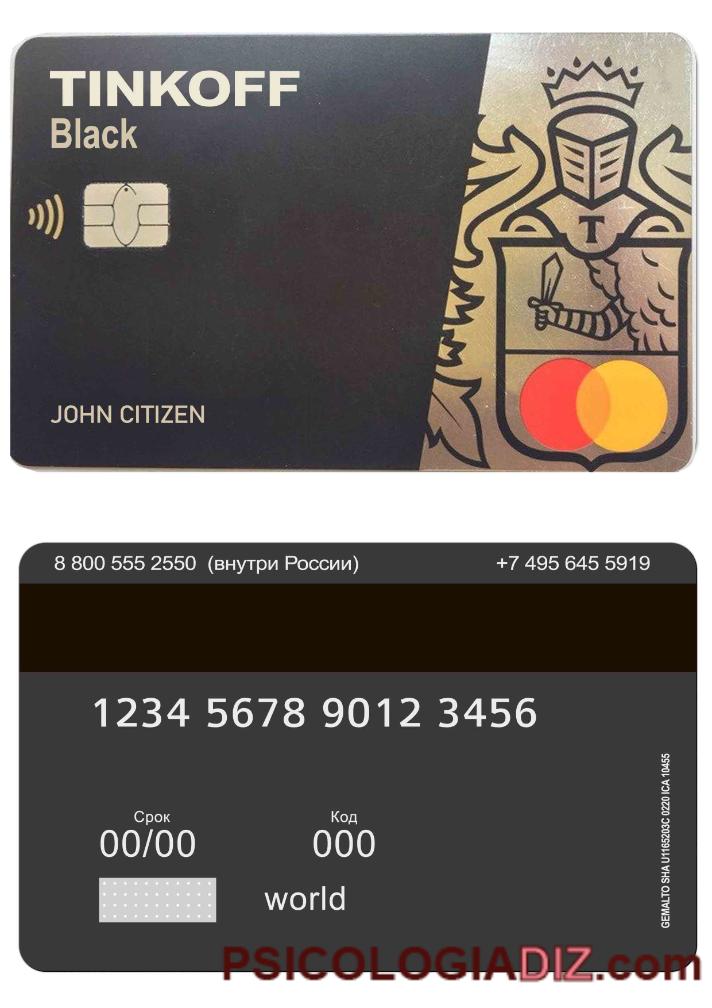 TINKOFF
Black
T
JOHN CITIZEN
8 800 555 2550 (внутри России) +7 495 645 5919
1234 5678 9012 3456
Срок Код
00/00 000
world
GEMALTO SHA U1165203C 0220 ICA 10455
PSICOLOGIADIZ.com